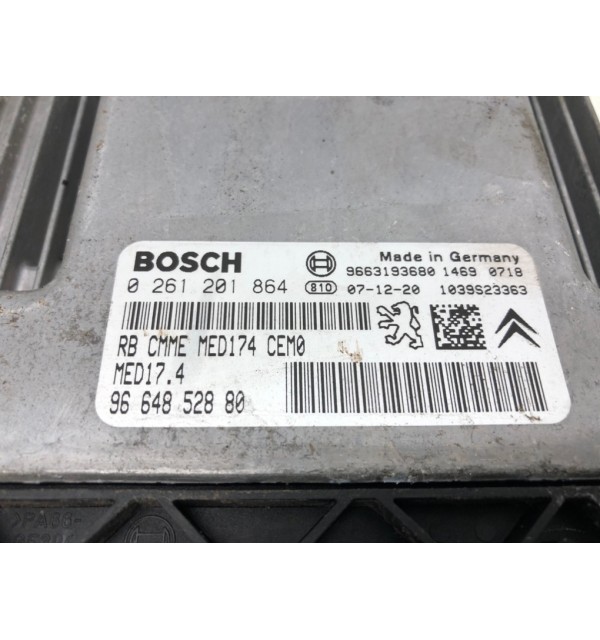 BOSCH
Made in Germany
9663193680 1469 0718
0 261 201 864 810 07-12-20 1039S23363
RB CMME MED174 CEM0
MED17.4
96 648 528 80
>PA66-